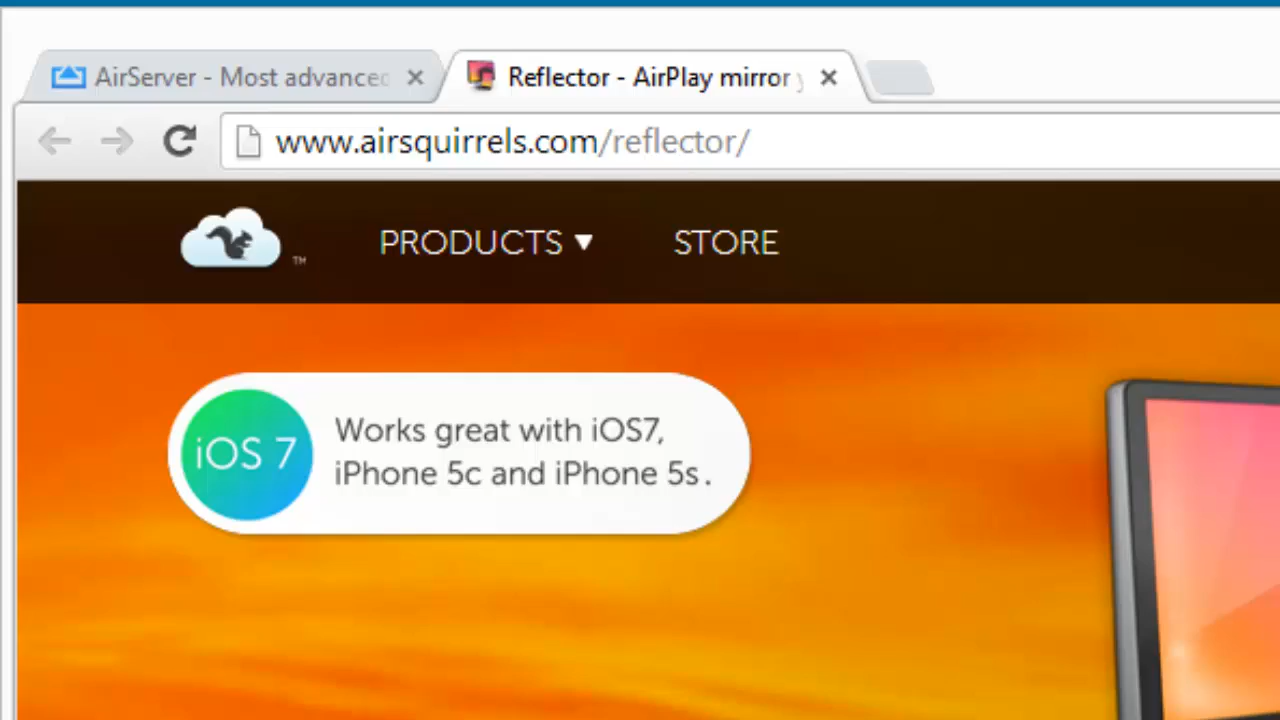 AirServer - Most advanced
Reflector - AirPlay mirror
www.airsquirrels.com/reflector/
™
PRODUCTS ▼
STORE
iOS 7
Works great with iOS7,
iPhone 5c and iPhone 5s.